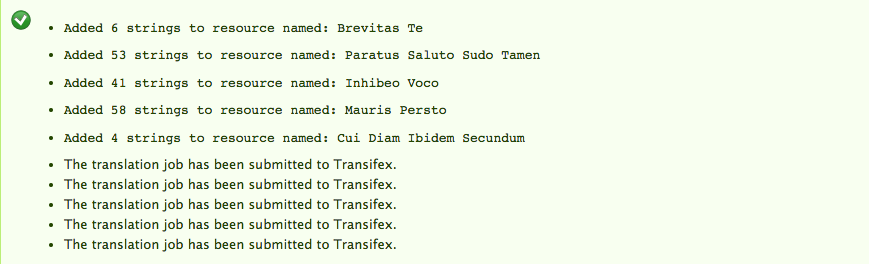 Added 6 strings to resource named: Brevitas Te
Added 53 strings to resource named: Paratus Saluto Sudo Tamen
Added 41 strings to resource named: Inhibeo Voco
Added 58 strings to resource named: Mauris Persto
Added 4 strings to resource named: Cui Diam Ibidem Secundum
The translation job has been submitted to Transifex.
The translation job has been submitted to Transifex.
The translation job has been submitted to Transifex.
The translation job has been submitted to Transifex.
The translation job has been submitted to Transifex.